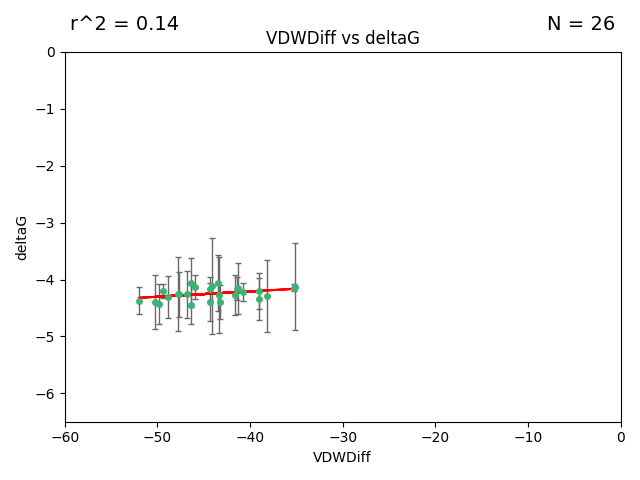 r^2 = 0.14
N = 26
VDWDiff vs deltaG
0
−1
−2
−3
−4
−5
−6
deltaG
−60 −50 −40 −30 −20 −10 0
VDWDiff